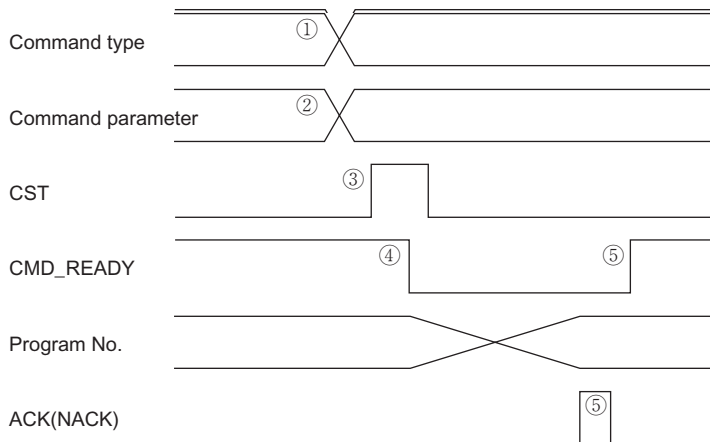 Command type ①
Command parameter ②
CST ③
CMD_READY ④ ⑤
Program No.
ACK(NACK) ⑤